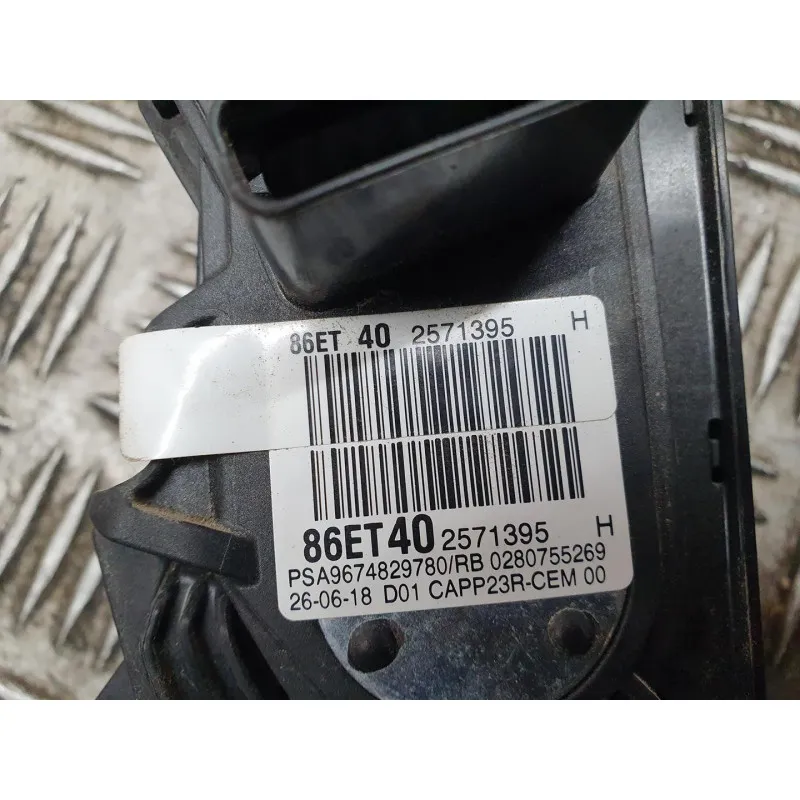 86ET 40 2571395 H
86ET40 2571395 H
PSA9674829780/RB 0280755269
26-06-18 D01 CAPP23R-CEM 00